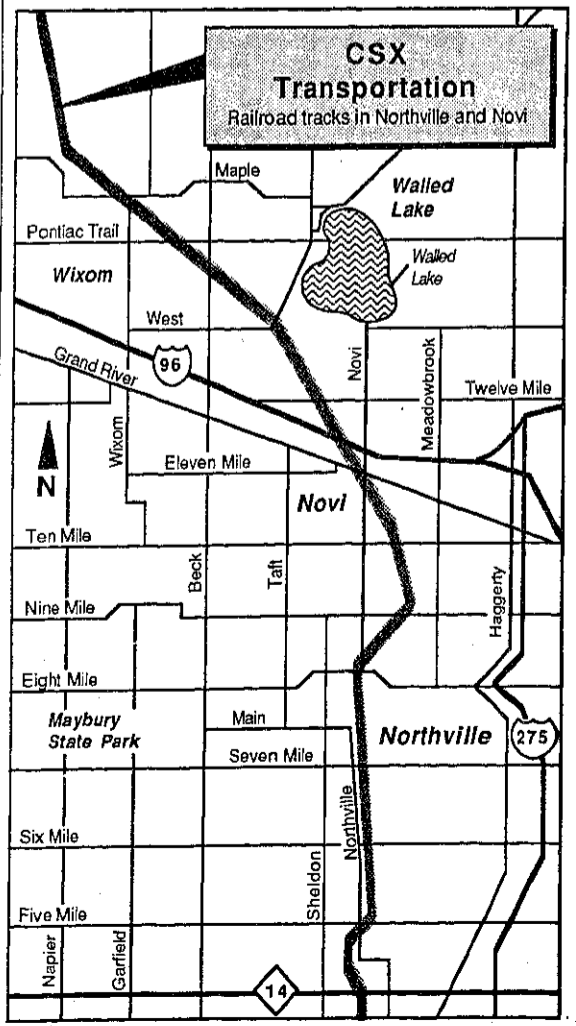 CSX
Transportation
Railroad tracks in Northville and Novi
Maple
Walled
Lake
Pontiac Trail
Walled
Lake
Wixom
West
96
Grand River
Novi
Meadowbrook
Twelve Mile
Wixom
Eleven Mile
N
Novi
Ten Mile
Beck
Taft
Haggerty
Nine Mile
Eight Mile
Maybury
State Park
Main
Northville
275
Seven Mile
Northville
Six Mile
Sheldon
Five Mile
Napier
Garfield
14